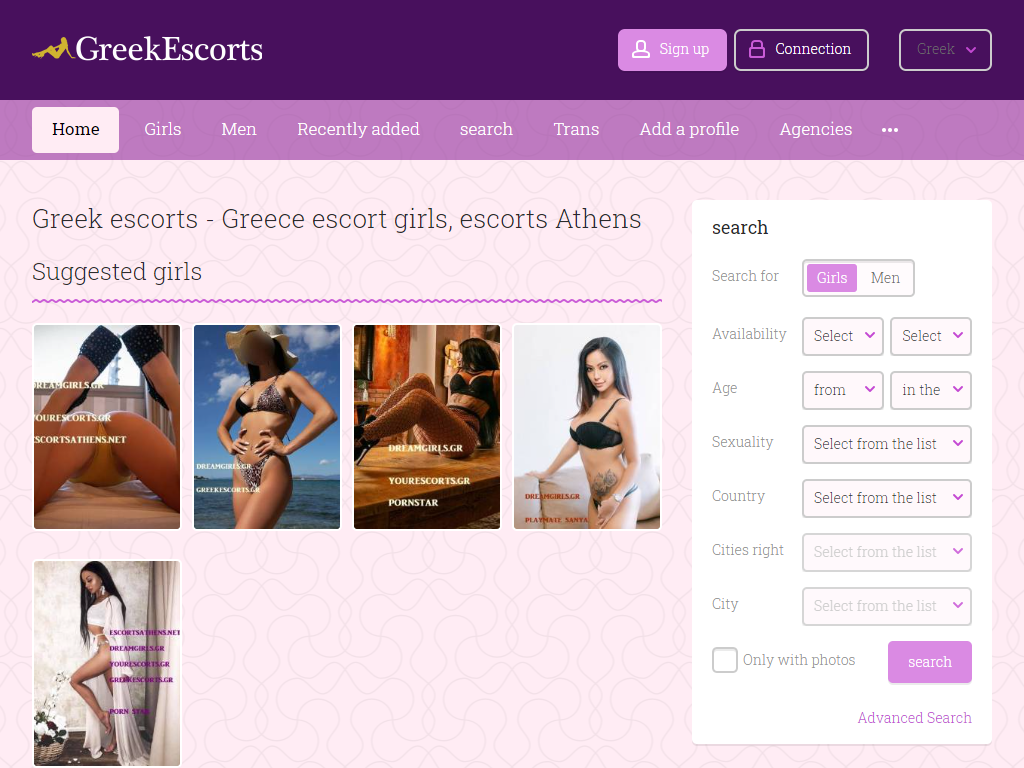 GreekEscorts
Sign up
Connection
Greek
Home
Girls
Men
Recently added
search
Trans
Add a profile
Agencies
Greek escorts - Greece escort girls, escorts Athens
Suggested girls
DREAMGIRLS.GR
YOURESCORTS.GR
ESCORTSATHENS.NET
DREAMGIRLS.GR
GREEKESCORTS.GR
DREAMGIRLS.GR
YOURESCORTS.GR
PORNSTAR
DREAMGIRLS.GR
PLAYMATE SANTA
ESCORTSATHENS.NET
DREAMGIRLS.GR
YOURESCORTS.GR
GREEKESCORTS.GR
PORN STAR
search
Search for
Girls
Men
Availability
Select
Select
Age
from
in the
Sexuality
Select from the list
Country
Select from the list
Cities right
Select from the list
City
Select from the list
Only with photos
search
Advanced Search